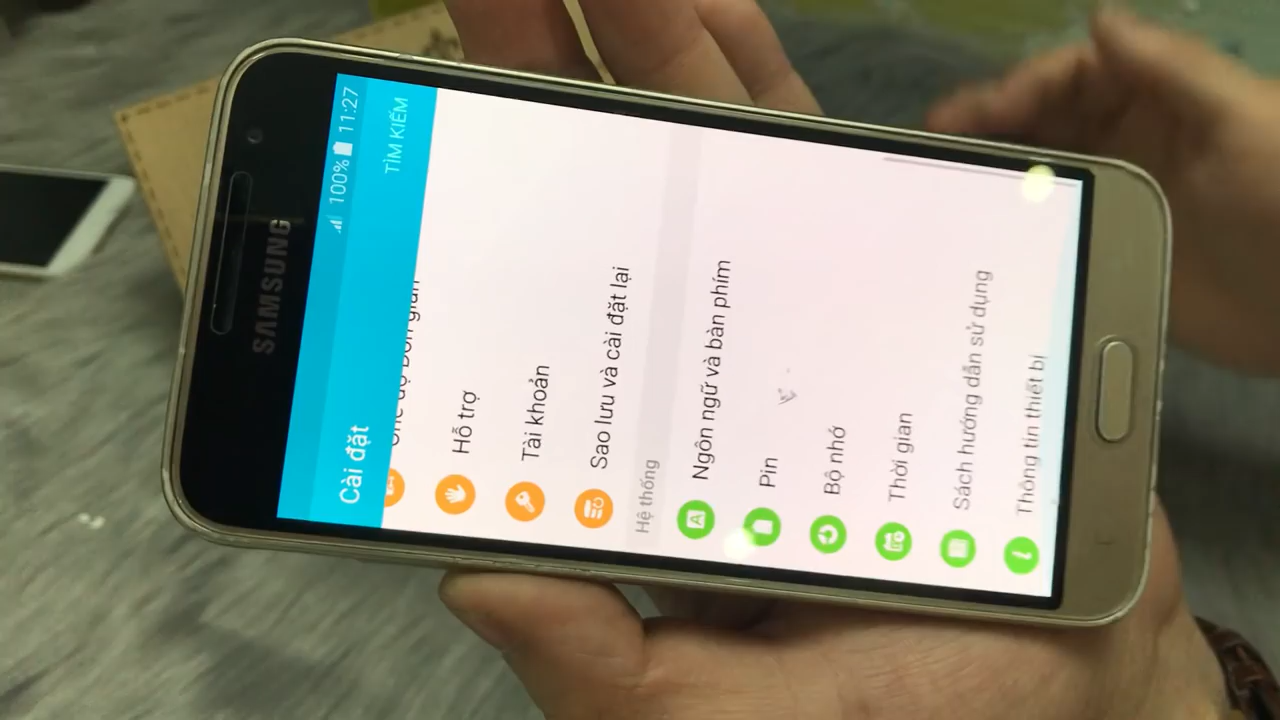 SAMSUNG
100% 11:27
Cài đặt TÌM KIẾM
Chế độ Đơn giản
Hỗ trợ
Tài khoản
Sao lưu và cài đặt lại
Hệ thống
Ngôn ngữ và bàn phím
Pin
Bộ nhớ
Thời gian
Sách hướng dẫn sử dụng
Thông tin thiết bị